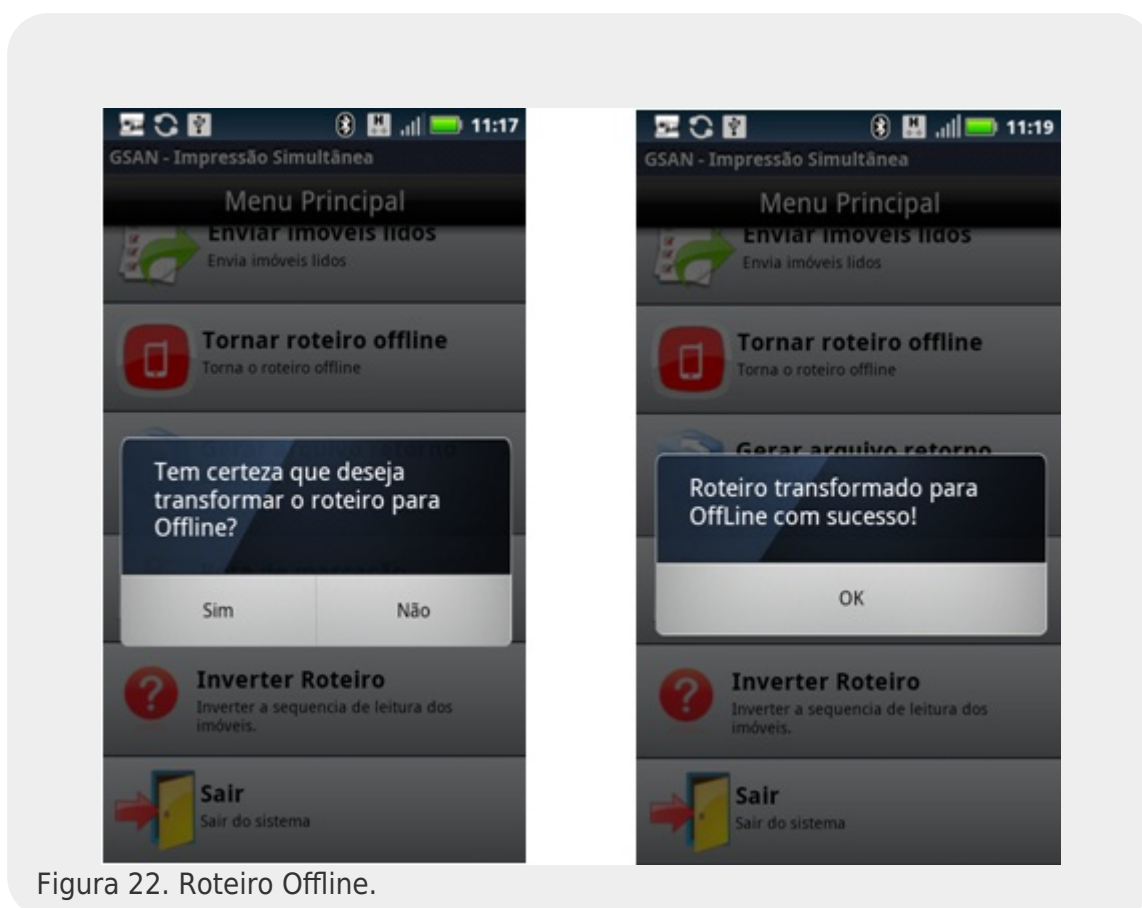 11:17
GSAN - Impressão Simultânea
Menu Principal
Enviar imóveis lidos
Envia imóveis lidos
Tornar roteiro offline
Torna o roteiro offline
Gerar arquivo retorno
Tem certeza que deseja
transformar o roteiro para
Offline?
Sim Não
Inverter Roteiro
Inverter a sequencia de leitura dos
imóveis.
Sair
Sair do sistema
11:19
GSAN - Impressão Simultânea
Menu Principal
Enviar imóveis lidos
Envia imóveis lidos
Tornar roteiro offline
Torna o roteiro offline
Gerar arquivo retorno
Roteiro transformado para
OffLine com sucesso!
OK
Inverter Roteiro
Inverter a sequencia de leitura dos
imóveis.
Sair
Sair do sistema
Figura 22. Roteiro Offline.